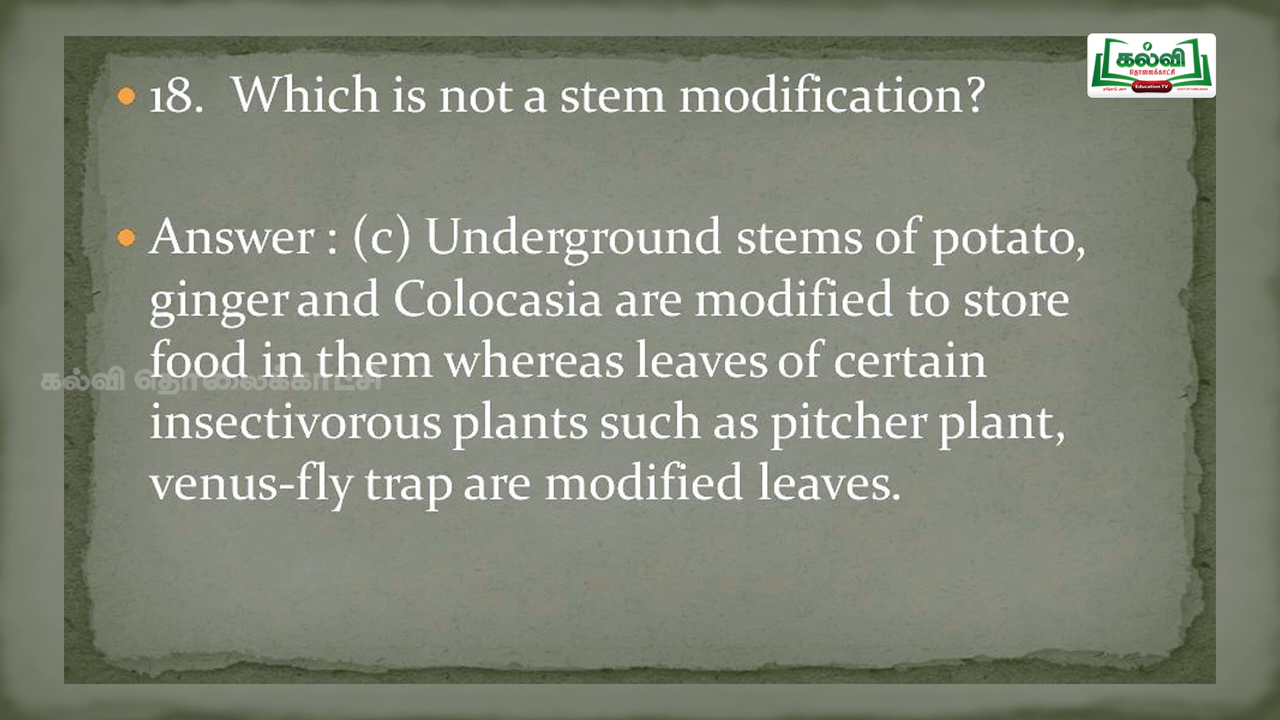 கல்வி
தொலைக்காட்சி
Education TV
18. Which is not a stem modification?
Answer : (c) Underground stems of potato,
ginger and Colocasia are modified to store
food in them whereas leaves of certain
கல்வி தொலைக்காட்சி
insectivorous plants such as pitcher plant,
venus-fly trap are modified leaves.